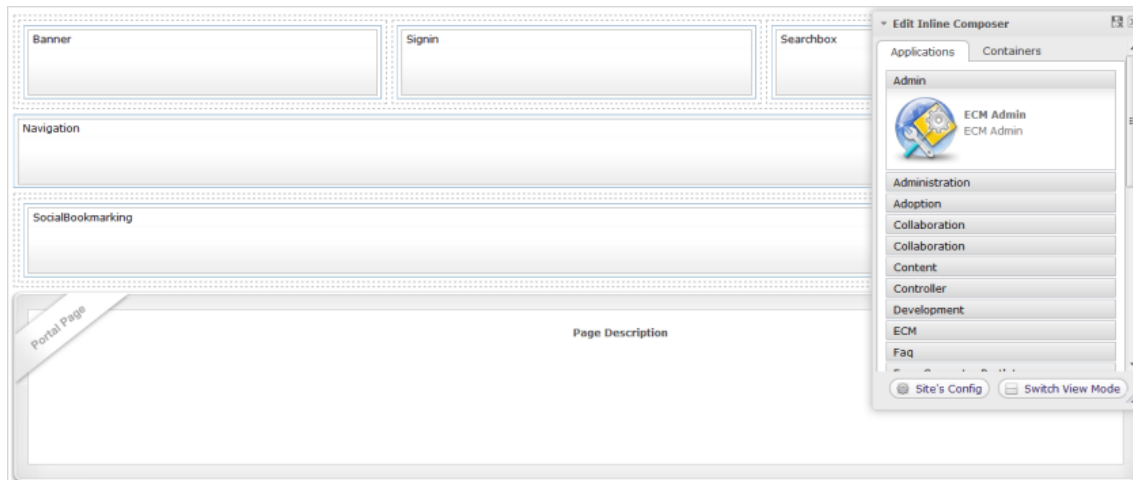 Banner
Signin
Searchbox
Navigation
SocialBookmarking
Portal Page
Page Description
Edit Inline Composer
Applications
Containers
Admin
ECM Admin
ECM Admin
Administration
Adoption
Collaboration
Collaboration
Content
Controller
Development
ECM
Faq
Site's Config
Switch View Mode